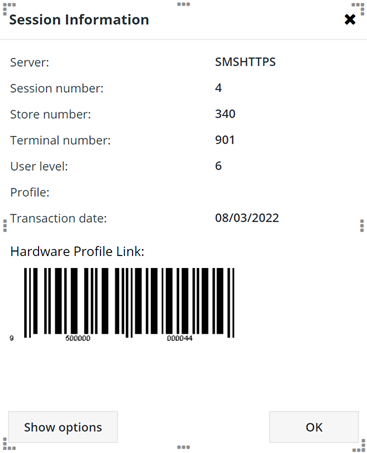 Session Information
Server: SMSHTTPS
Session number: 4
Store number: 340
Terminal number: 901
User level: 6
Profile:
Transaction date: 08/03/2022
Hardware Profile Link:
9 500000 000044
Show options OK